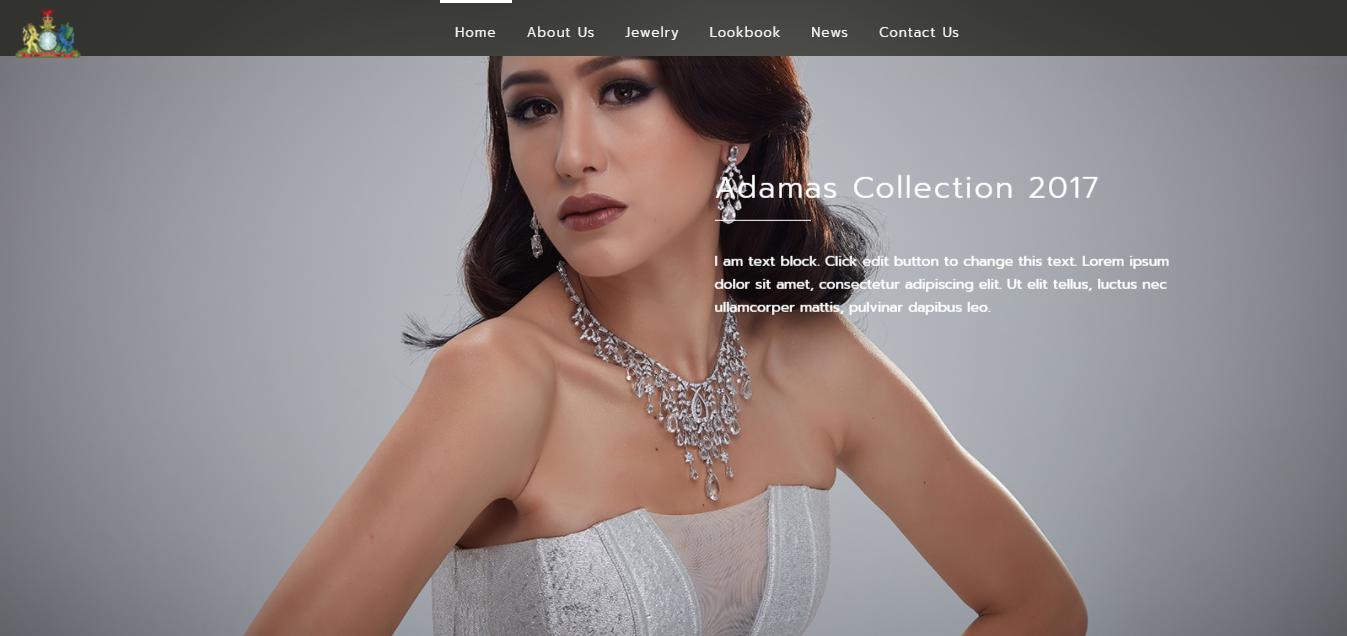 Home About Us Jewelry Lookbook News Contact Us
Adamas Collection 2017
I am text block. Click edit button to change this text. Lorem ipsum
dolor sit amet, consectetur adipiscing elit. Ut elit tellus, luctus nec
ullamcorper mattis, pulvinar dapibus leo.